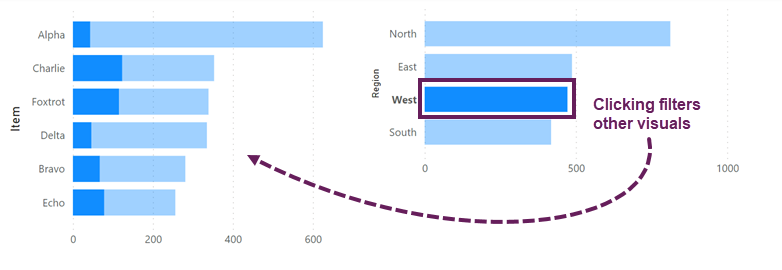 Item
Alpha
Charlie
Foxtrot
Delta
Bravo
Echo
0 200 400 600
Region
North
East
West
South
0 500 1000
Clicking filters
other visuals